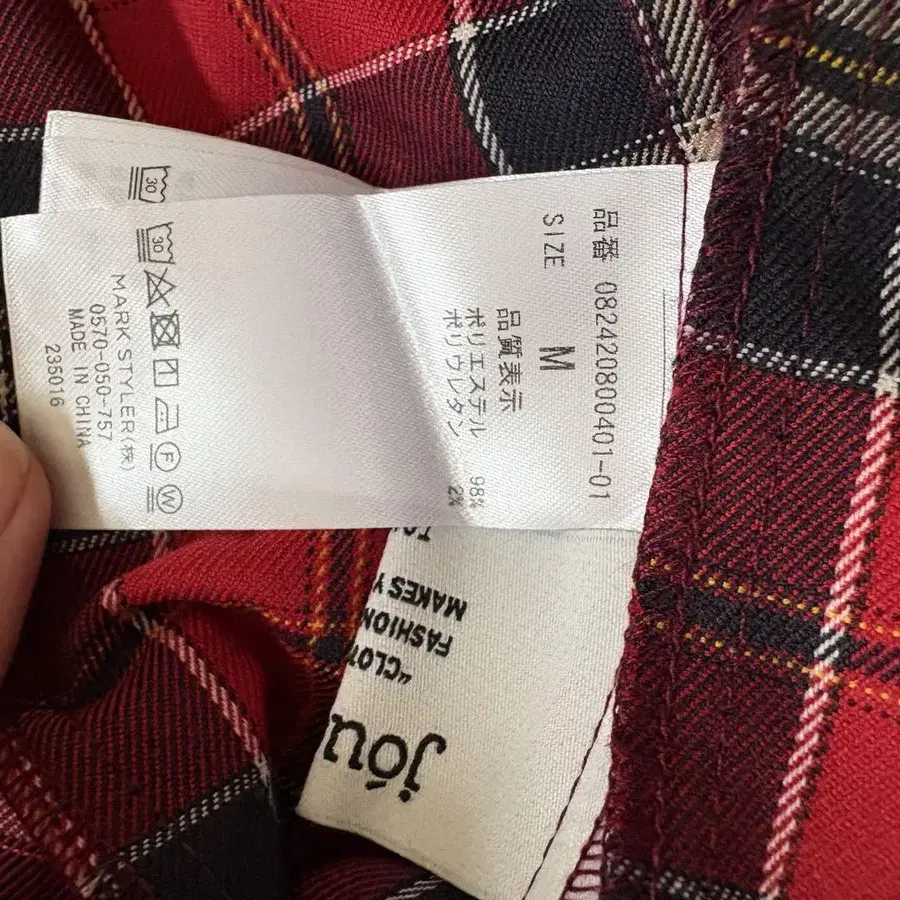 品番 082420800401-01
SIZE M
品質表示
ポリエステル 98%
ポリウレタン 2%
30
30
F
W
MARK STYLER(株)
0570-050-757
MADE IN CHINA
235016
jóu
"CLOT
FASHION
MAKES Y